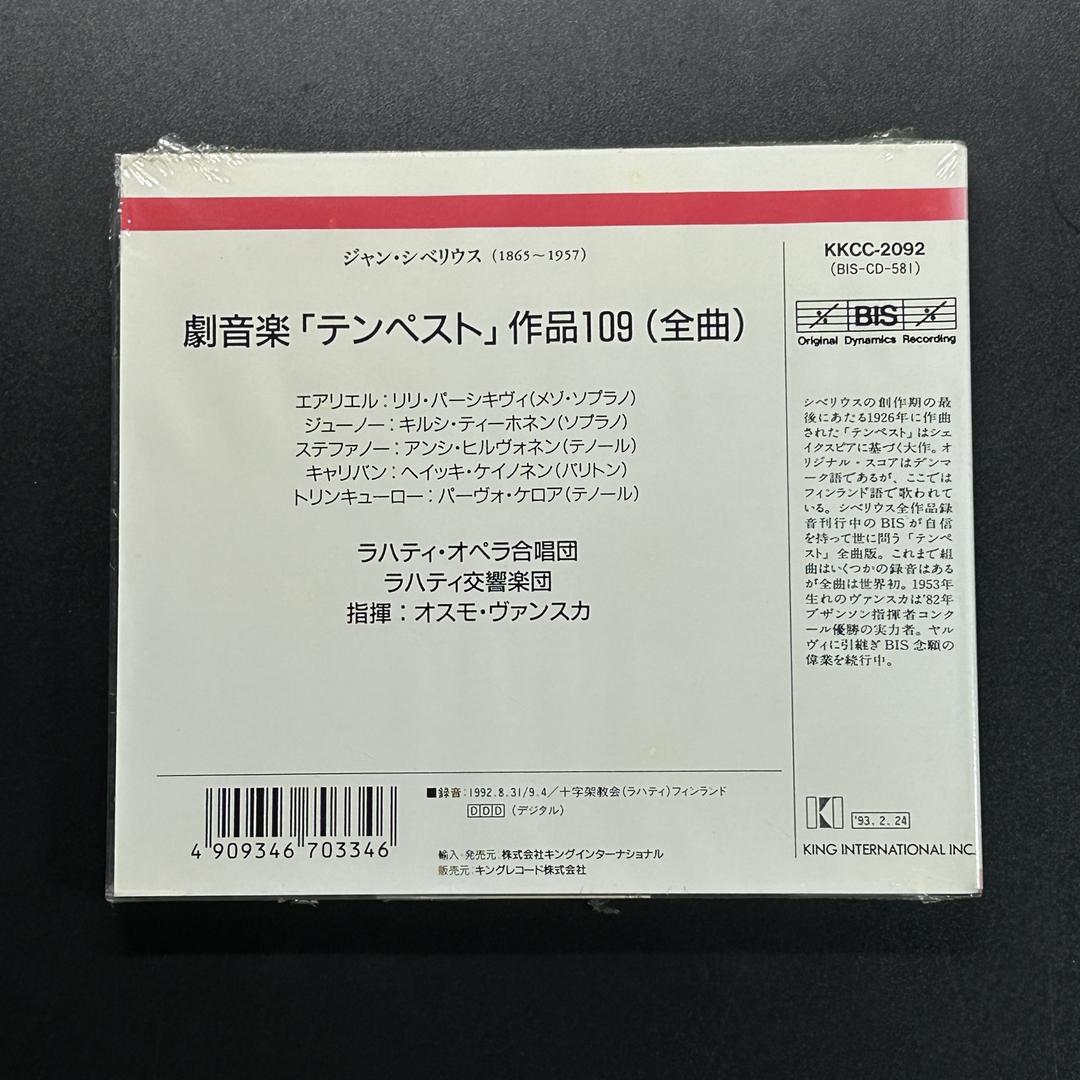 ジャン・シベリウス（1865～1957）
劇音楽「テンペスト」作品109（全曲）
エアリエル：リリ・パーシキヴィ(メゾ・ソプラノ)
ジューノー：キルシ・ティーホネン(ソプラノ)
ステファノー：アンシ・ヒルヴォネン(テノール)
キャリバン：ヘイッキ・ケイノネン(バリトン)
トリンキューロー：パーヴォ・ケロア(テノール)
ラハティ・オペラ合唱団
ラハティ交響楽団
指揮：オスモ・ヴァンスカ
■録音：1992.8.31/9.4／十字架教会(ラハティ)フィンランド
DDD（デジタル）
4 909346 703346
輸入・発売元：株式会社キングインターナショナル
販売元：キングレコード株式会社
KKCC-2092
(BIS-CD-581)
BIS
Original Dynamics Recording
シベリウスの創作期の最
後にあたる1926年に作曲
された「テンペスト」はシェ
イクスピアに基づく大作。オ
リジナル・スコアはデンマ
ーク語であるが、ここでは
フィンランド語で歌われて
いる。シベリウス全作品録
音刊行中のBISが自信
を持って世に問う「テンペ
スト」全曲版。これまで組
曲はいくつかの録音はある
が全曲は世界初。1953年
生れのヴァンスカは'82年
ブザンソン指揮者コンク
ール優勝の実力者。ヤル
ヴィに引継ぎBIS念願の
偉業を続行中。
'93.2.24
KING INTERNATIONAL INC.